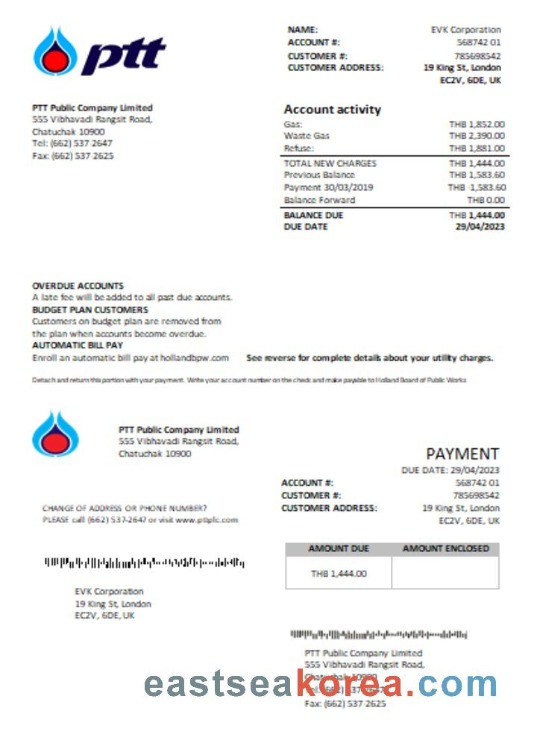 ptt
NAME: EVK Corporation
ACCOUNT #: 568742 01
CUSTOMER #: 785698542
CUSTOMER ADDRESS: 19 King St, London
EC2V, 6DE, UK
PTT Public Company Limited
555 Vibhavadi Rangsit Road,
Chatuchak 10900
Tel: (662) 537 2647
Fax: (662) 537 2625
Account activity
Gas: THB 1,852.00
Waste Gas THB 2,390.00
Refuse: THB 1,881.00
TOTAL NEW CHARGES THB 1,444.00
Previous Balance THB 1,583.60
Payment 30/03/2019 THB -1,583.60
Balance Forward THB 0.00
BALANCE DUE THB 1,444.00
DUE DATE 29/04/2023
OVERDUE ACCOUNTS
A late fee will be added to all past due accounts.
BUDGET PLAN CUSTOMERS
Customers on budget plan are removed from
the plan when accounts become overdue.
AUTOMATIC BILL PAY
Enroll an automatic bill pay at hollandbpw.com See reverse for complete details about your utility charges.
Detach and return this portion with your payment. Write your account number on the check and make payable to Holland Board of Public Works
PTT Public Company Limited
555 Vibhavadi Rangsit Road,
Chatuchak 10900
PAYMENT
DUE DATE: 29/04/2023
ACCOUNT #: 568742 01
CUSTOMER #: 785698542
CUSTOMER ADDRESS: 19 King St, London
EC2V, 6DE, UK
CHANGE OF ADDRESS OR PHONE NUMBER?
PLEASE call (662) 537-2647 or visit www.pttplc.com
AMOUNT DUE AMOUNT ENCLOSED
THB 1,444.00
EVK Corporation
19 King St, London
EC2V, 6DE, UK
PTT Public Company Limited
555 Vibhavadi Rangsit Road,
Chatuchak 10900
Fax: (662) 537 2625
eastseakorea.com